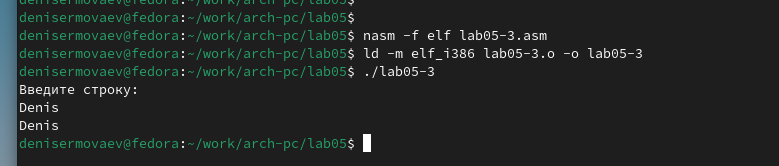 denisermovaev@fedora:~/work/arch-pc/lab05$
denisermovaev@fedora:~/work/arch-pc/lab05$
denisermovaev@fedora:~/work/arch-pc/lab05$ nasm -f elf lab05-3.asm
denisermovaev@fedora:~/work/arch-pc/lab05$ ld -m elf_i386 lab05-3.o -o lab05-3
denisermovaev@fedora:~/work/arch-pc/lab05$ ./lab05-3
Введите строку:
Denis
Denis
denisermovaev@fedora:~/work/arch-pc/lab05$